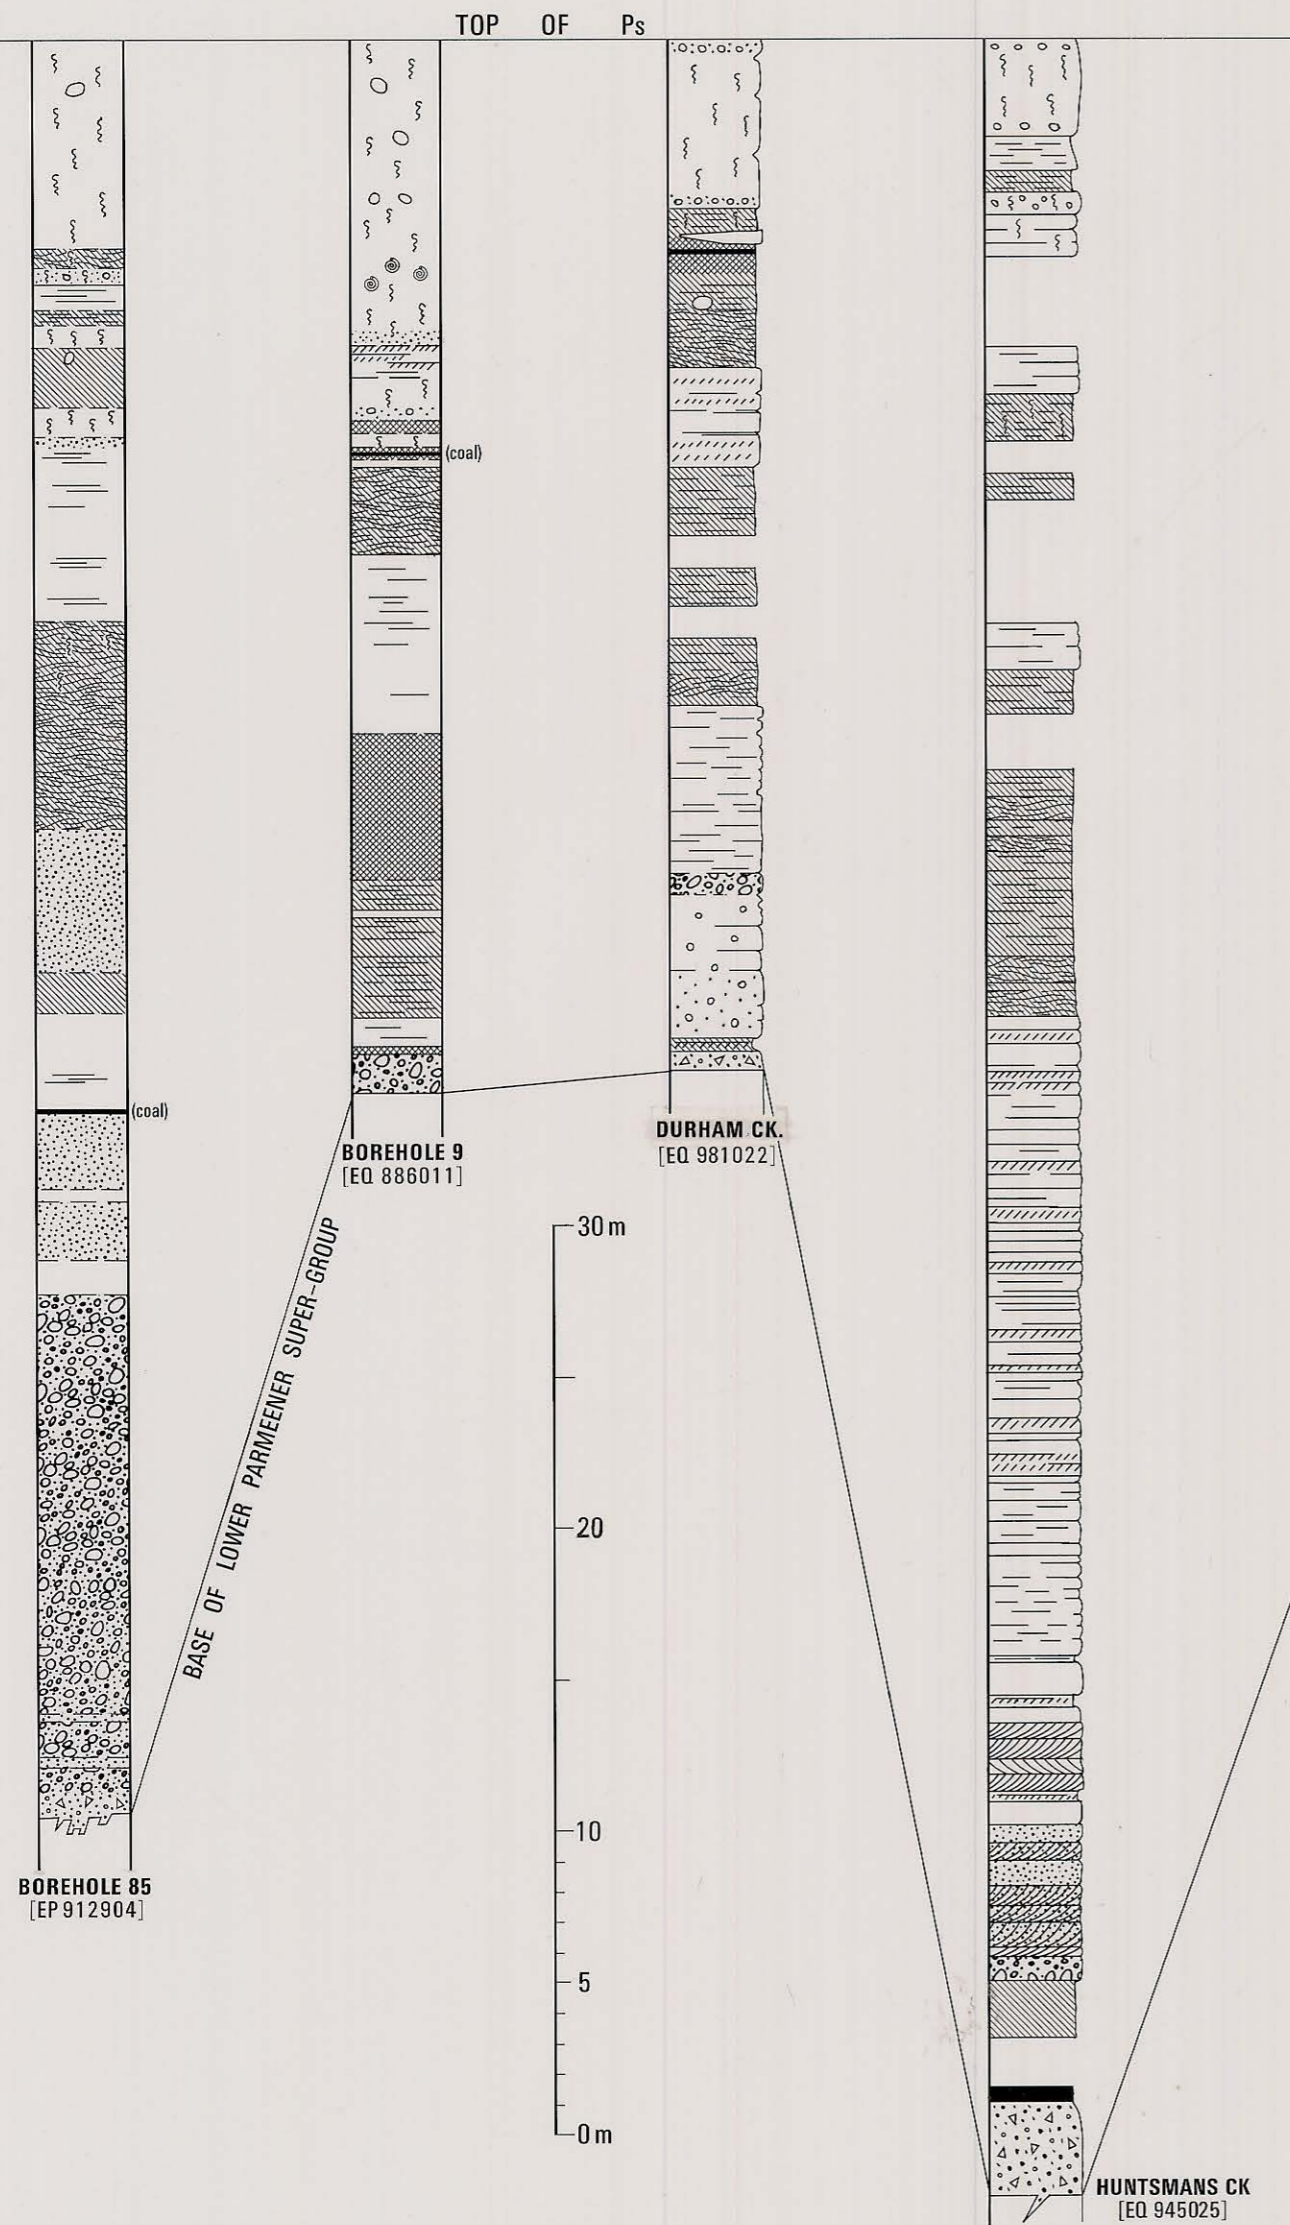 TOP OF Ps
(coal)
(coal)
BOREHOLE 9
[EQ 886011]
DURHAM CK.
[EQ 981022]
BASE OF LOWER PARMEENER SUPER-GROUP
30 m
20
10
5
0 m
BOREHOLE 85
[EP 912904]
HUNTSMANS CK
[EQ 945025]